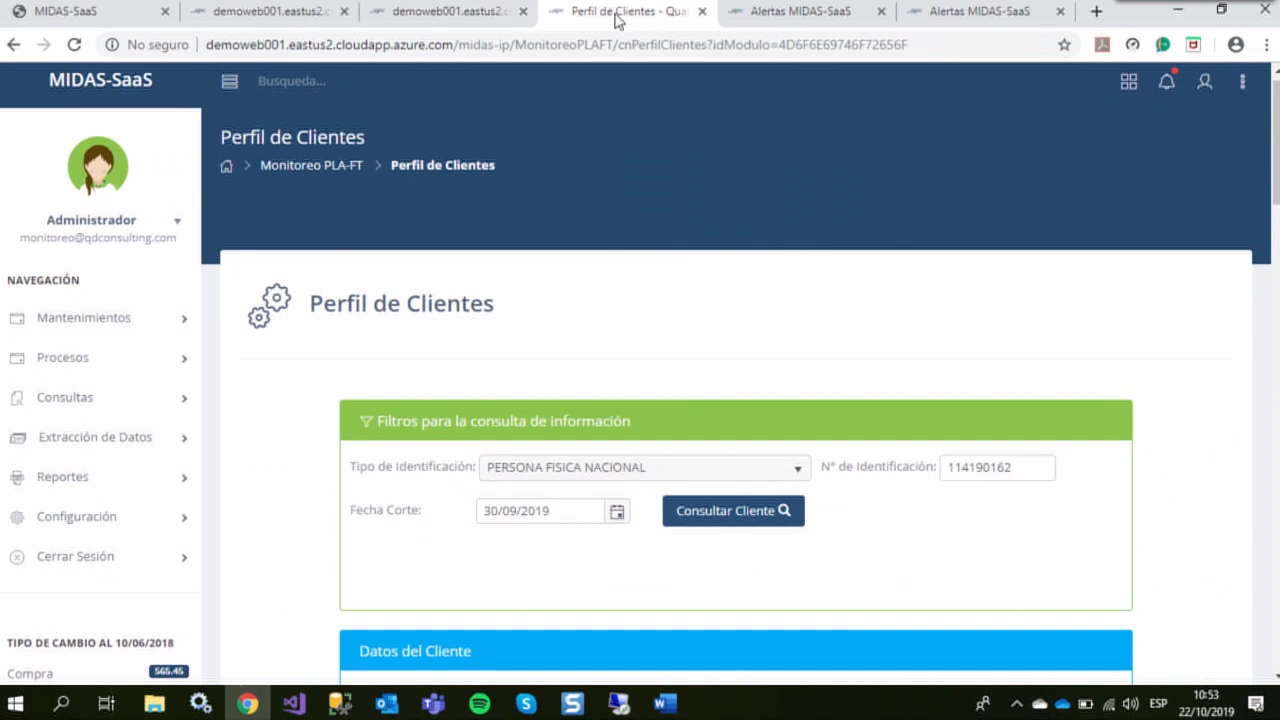 MIDAS-SaaS
demoweb001.eastus2.
demoweb001.eastus2.c
Perfil de Clientes - Qua
Alertas MIDAS-SaaS
Alertas MIDAS-SaaS
No seguro
demoweb001.eastus2.cloudapp.azure.com/midas-ip/MonitoreoPLAFT/cnPerfilClientes?idModulo=4D6F6E69746F72656F
MIDAS-SaaS
Busqueda...
Perfil de Clientes
Monitoreo PLA-FT > Perfil de Clientes
Administrador
monitoreo@qdconsulting.com
NAVEGACIÓN
Mantenimientos
Procesos
Consultas
Extracción de Datos
Reportes
Configuración
Cerrar Sesión
TIPO DE CAMBIO AL 10/06/2018
Compra 565.45
Perfil de Clientes
Filtros para la consulta de información
Tipo de Identificación: PERSONA FISICA NACIONAL N° de Identificación: 114190162
Fecha Corte: 30/09/2019 Consultar Cliente
Datos del Cliente
ESP
10:53
22/10/2019